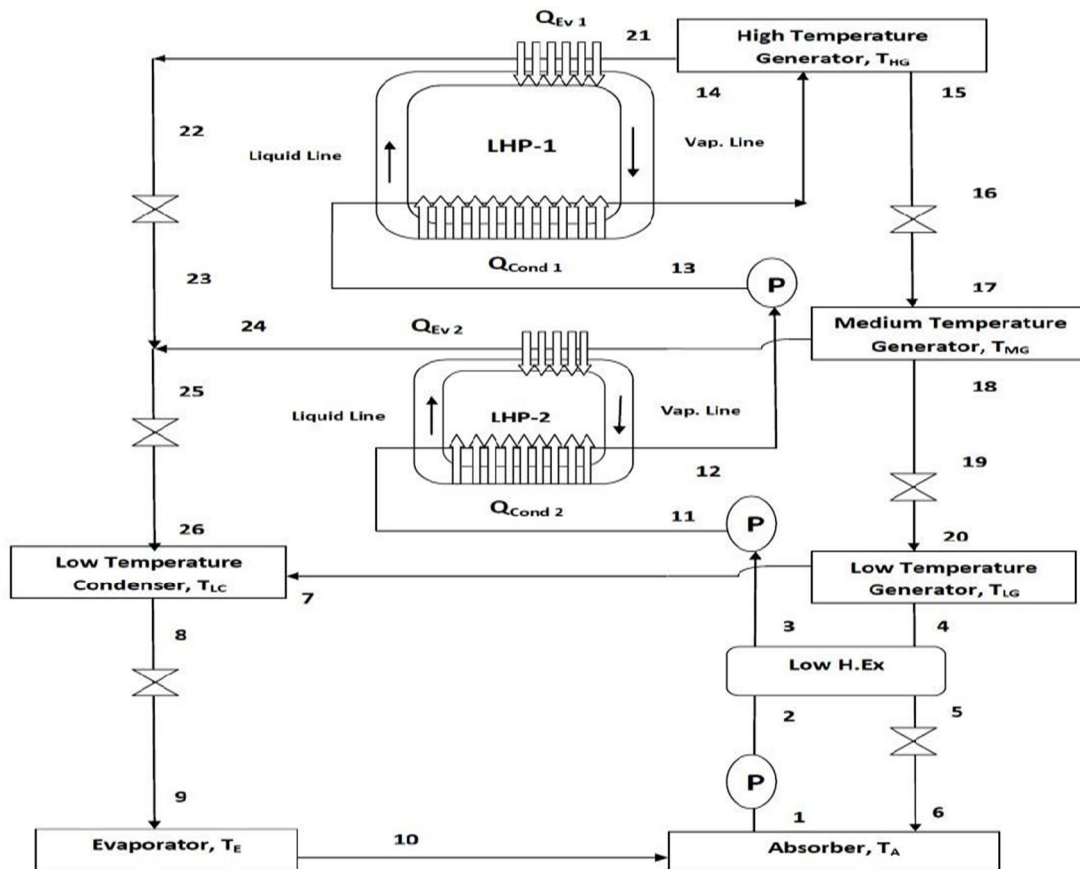 Q_Ev 1
21
High Temperature
Generator, T_HG
14
15
22
Liquid Line
LHP-1
Vap. Line
16
Q_Cond 1
13
P
23
17
24
Q_Ev 2
Medium Temperature
Generator, T_MG
25
18
Liquid Line
LHP-2
Vap. Line
12
19
Q_Cond 2
11
P
26
20
Low Temperature
Condenser, T_LC
Low Temperature
Generator, T_LG
7
8
3
4
Low H.Ex
2
5
P
9
1
6
10
Evaporator, T_E
Absorber, T_A